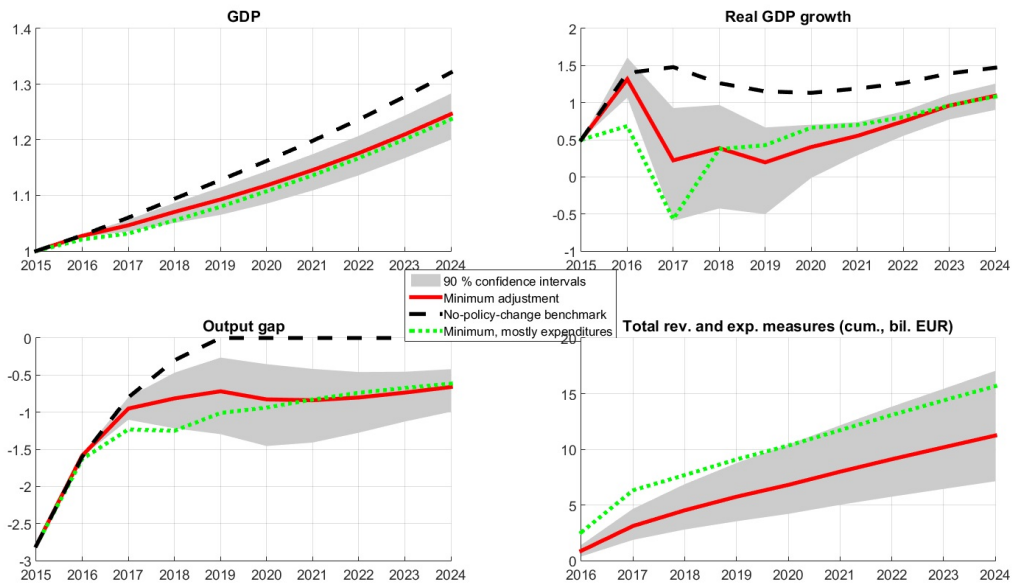 GDP
1.4
1.3
1.2
1.1
1
2015 2016 2017 2018 2019 2020 2021 2022 2023 2024
Real GDP growth
2
1.5
1
0.5
0
-0.5
-1
2015 2016 2017 2018 2019 2020 2021 2022 2023 2024
90 % confidence intervals
Minimum adjustment
No-policy-change benchmark
Minimum, mostly expenditures
Output gap
0
-0.5
-1
-1.5
-2
-2.5
-3
2015 2016 2017 2018 2019 2020 2021 2022 2023 2024
Total rev. and exp. measures (cum., bil. EUR)
20
15
10
5
0
2016 2017 2018 2019 2020 2021 2022 2023 2024